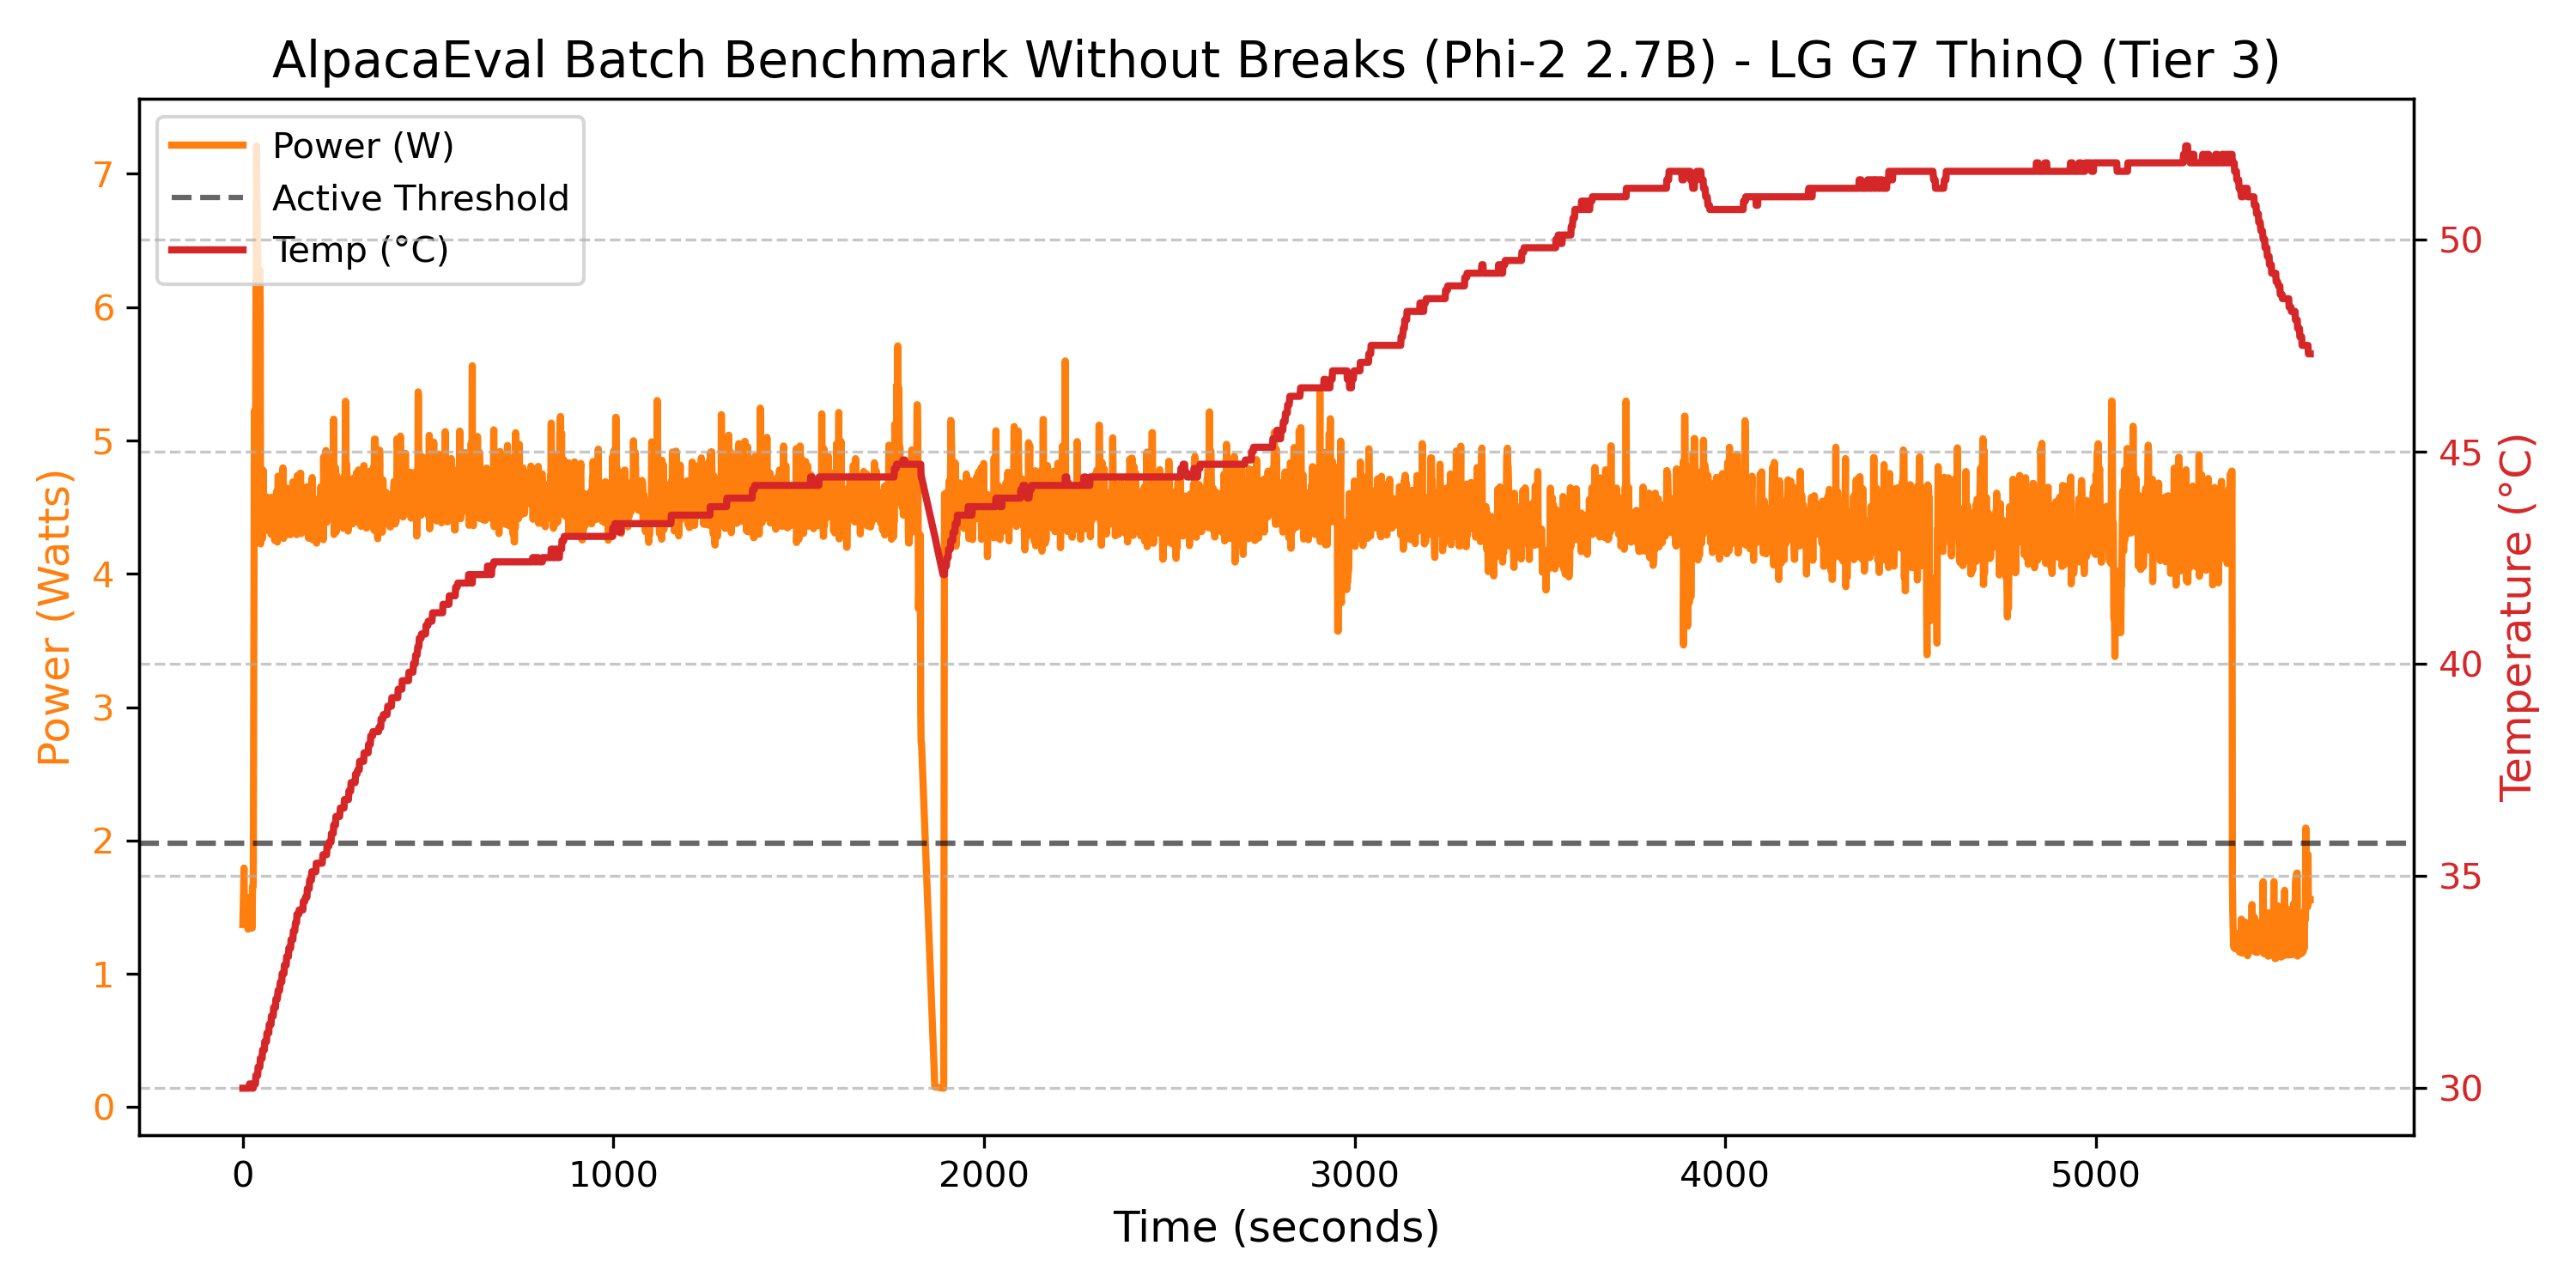 AlpacaEval Batch Benchmark Without Breaks (Phi-2 2.7B) - LG G7 ThinQ (Tier 3)
Power (W)
Active Threshold
Temp (°C)
Power (Watts)
7
6
5
4
3
2
1
0
50
45
40
35
30
Temperature (°C)
0 1000 2000 3000 4000 5000
Time (seconds)